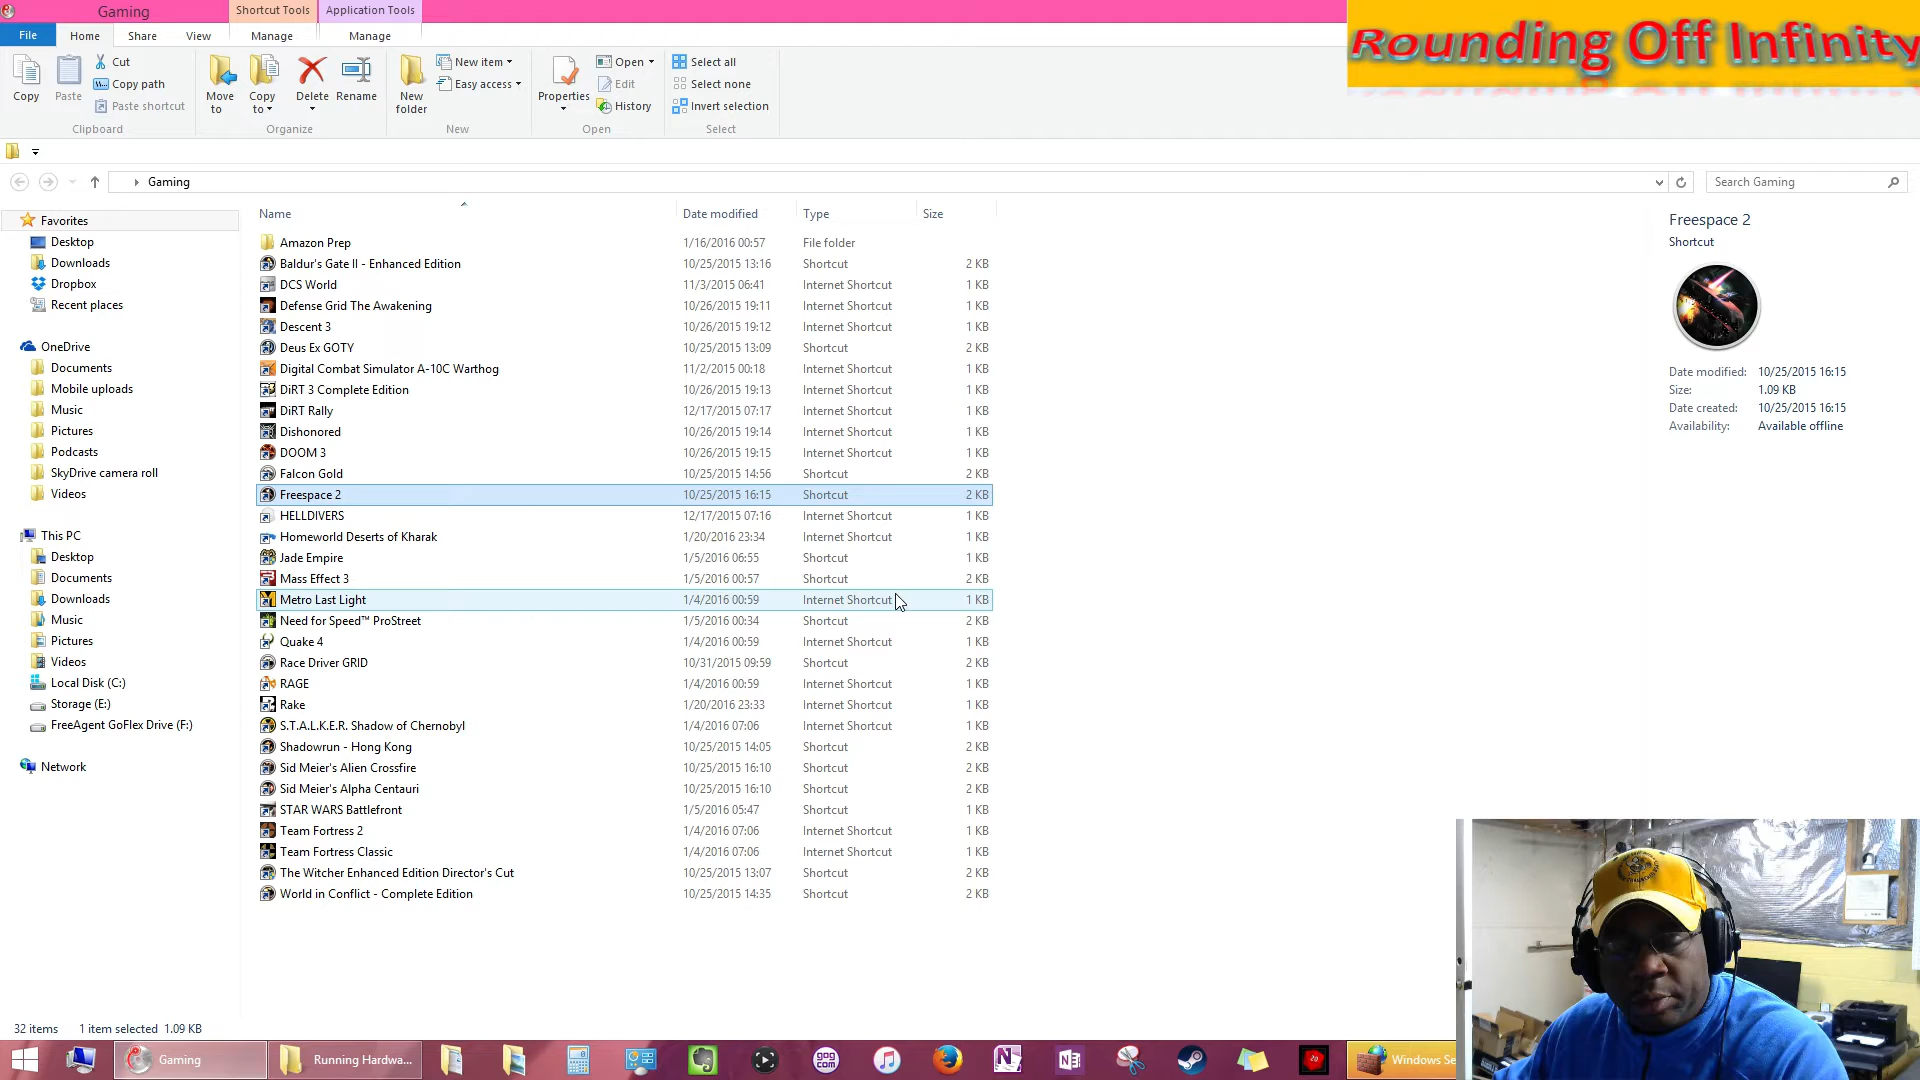 Gaming
Shortcut Tools
Application Tools
File
Home
Share
View
Manage
Manage
Rounding Off Infinity
Copy
Paste
Cut
Copy path
Paste shortcut
Clipboard
Move to
Copy to
Delete
Rename
Organize
New folder
New item
Easy access
New
Properties
Open
Edit
History
Open
Select all
Select none
Invert selection
Select
Gaming
Search Gaming
Favorites
Desktop
Downloads
Dropbox
Recent places
OneDrive
Documents
Mobile uploads
Music
Pictures
Podcasts
SkyDrive camera roll
Videos
This PC
Desktop
Documents
Downloads
Music
Pictures
Videos
Local Disk (C:)
Storage (E:)
FreeAgent GoFlex Drive (F:)
Network
Name Date modified Type Size
Amazon Prep 1/16/2016 00:57 File folder
Baldur's Gate II - Enhanced Edition 10/25/2015 13:16 Shortcut 2 KB
DCS World 11/3/2015 06:41 Internet Shortcut 1 KB
Defense Grid The Awakening 10/26/2015 19:11 Internet Shortcut 1 KB
Descent 3 10/26/2015 19:12 Internet Shortcut 1 KB
Deus Ex GOTY 10/25/2015 13:09 Shortcut 2 KB
Digital Combat Simulator A-10C Warthog 11/2/2015 00:18 Internet Shortcut 1 KB
DiRT 3 Complete Edition 10/26/2015 19:13 Internet Shortcut 1 KB
DiRT Rally 12/17/2015 07:17 Internet Shortcut 1 KB
Dishonored 10/26/2015 19:14 Internet Shortcut 1 KB
DOOM 3 10/26/2015 19:15 Internet Shortcut 1 KB
Falcon Gold 10/25/2015 14:56 Shortcut 2 KB
Freespace 2 10/25/2015 16:15 Shortcut 2 KB
HELLDIVERS 12/17/2015 07:16 Internet Shortcut 1 KB
Homeworld Deserts of Kharak 1/20/2016 23:34 Internet Shortcut 1 KB
Jade Empire 1/5/2016 06:55 Shortcut 1 KB
Mass Effect 3 1/5/2016 00:57 Shortcut 2 KB
Metro Last Light 1/4/2016 00:59 Internet Shortcut 1 KB
Need for Speed™ ProStreet 1/5/2016 00:34 Shortcut 2 KB
Quake 4 1/4/2016 00:59 Internet Shortcut 1 KB
Race Driver GRID 10/31/2015 09:59 Shortcut 2 KB
RAGE 1/4/2016 00:59 Internet Shortcut 1 KB
Rake 1/20/2016 23:33 Internet Shortcut 1 KB
S.T.A.L.K.E.R. Shadow of Chernobyl 1/4/2016 07:06 Internet Shortcut 1 KB
Shadowrun - Hong Kong 10/25/2015 14:05 Shortcut 2 KB
Sid Meier's Alien Crossfire 10/25/2015 16:10 Shortcut 2 KB
Sid Meier's Alpha Centauri 10/25/2015 16:10 Shortcut 2 KB
STAR WARS Battlefront 1/5/2016 05:47 Shortcut 1 KB
Team Fortress 2 1/4/2016 07:06 Internet Shortcut 1 KB
Team Fortress Classic 1/4/2016 07:06 Internet Shortcut 1 KB
The Witcher Enhanced Edition Director's Cut 10/25/2015 13:07 Shortcut 2 KB
World in Conflict - Complete Edition 10/25/2015 14:35 Shortcut 2 KB
Freespace 2
Shortcut
Date modified: 10/25/2015 16:15
Size: 1.09 KB
Date created: 10/25/2015 16:15
Availability: Available offline
32 items 1 item selected 1.09 KB
Gaming
Running Hardwa...
gog
com
Windows Se